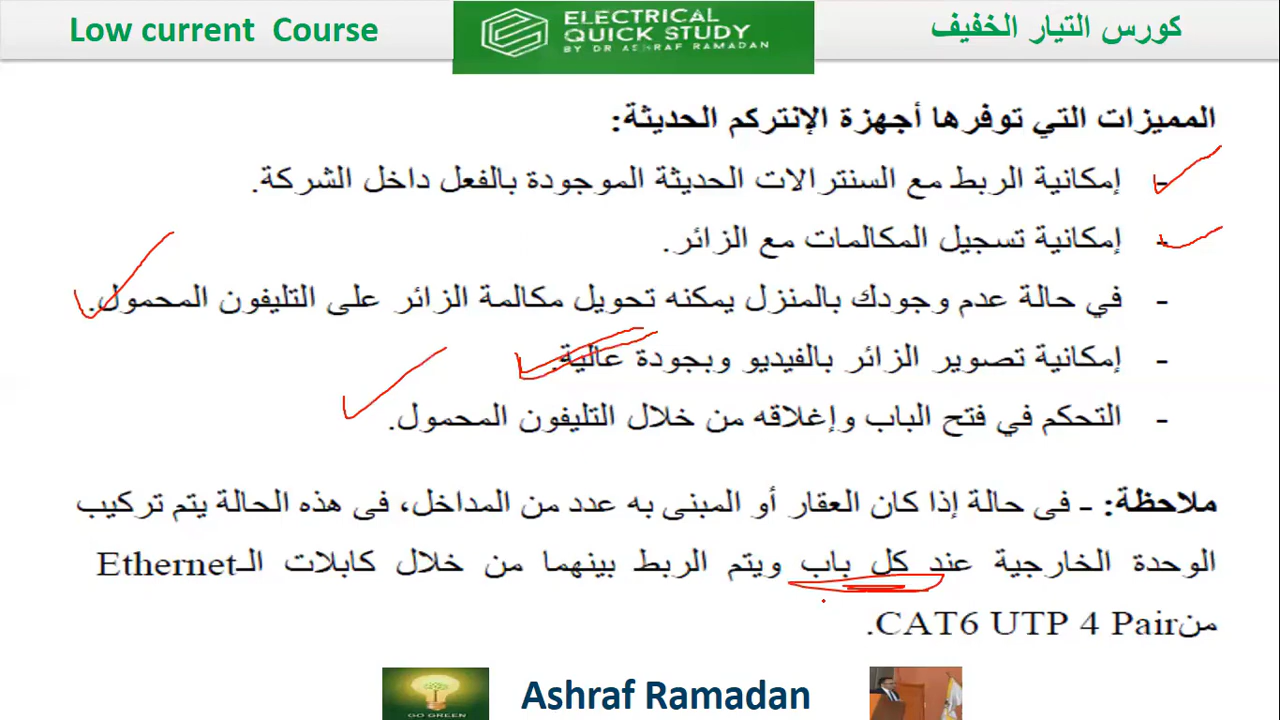 Low current Course
ELECTRICAL
QUICK STUDY
BY DR ASHRAF RAMADAN
كورس التيار الخفيف
المميزات التي توفرها أجهزة الإنتركم الحديثة:
- إمكانية الربط مع السنترالات الحديثة الموجودة بالفعل داخل الشركة.
- إمكانية تسجيل المكالمات مع الزائر.
- في حالة عدم وجودك بالمنزل يمكنه تحويل مكالمة الزائر على التليفون المحمول.
- إمكانية تصوير الزائر بالفيديو وبجودة عالية.
- التحكم في فتح الباب وإغلاقه من خلال التليفون المحمول.
ملاحظة: - فى حالة إذا كان العقار أو المبنى به عدد من المداخل، فى هذه الحالة يتم تركيب
الوحدة الخارجية عند كل باب ويتم الربط بينهما من خلال كابلات الـEthernet
من CAT6 UTP 4 Pair.
GO GREEN
Ashraf Ramadan